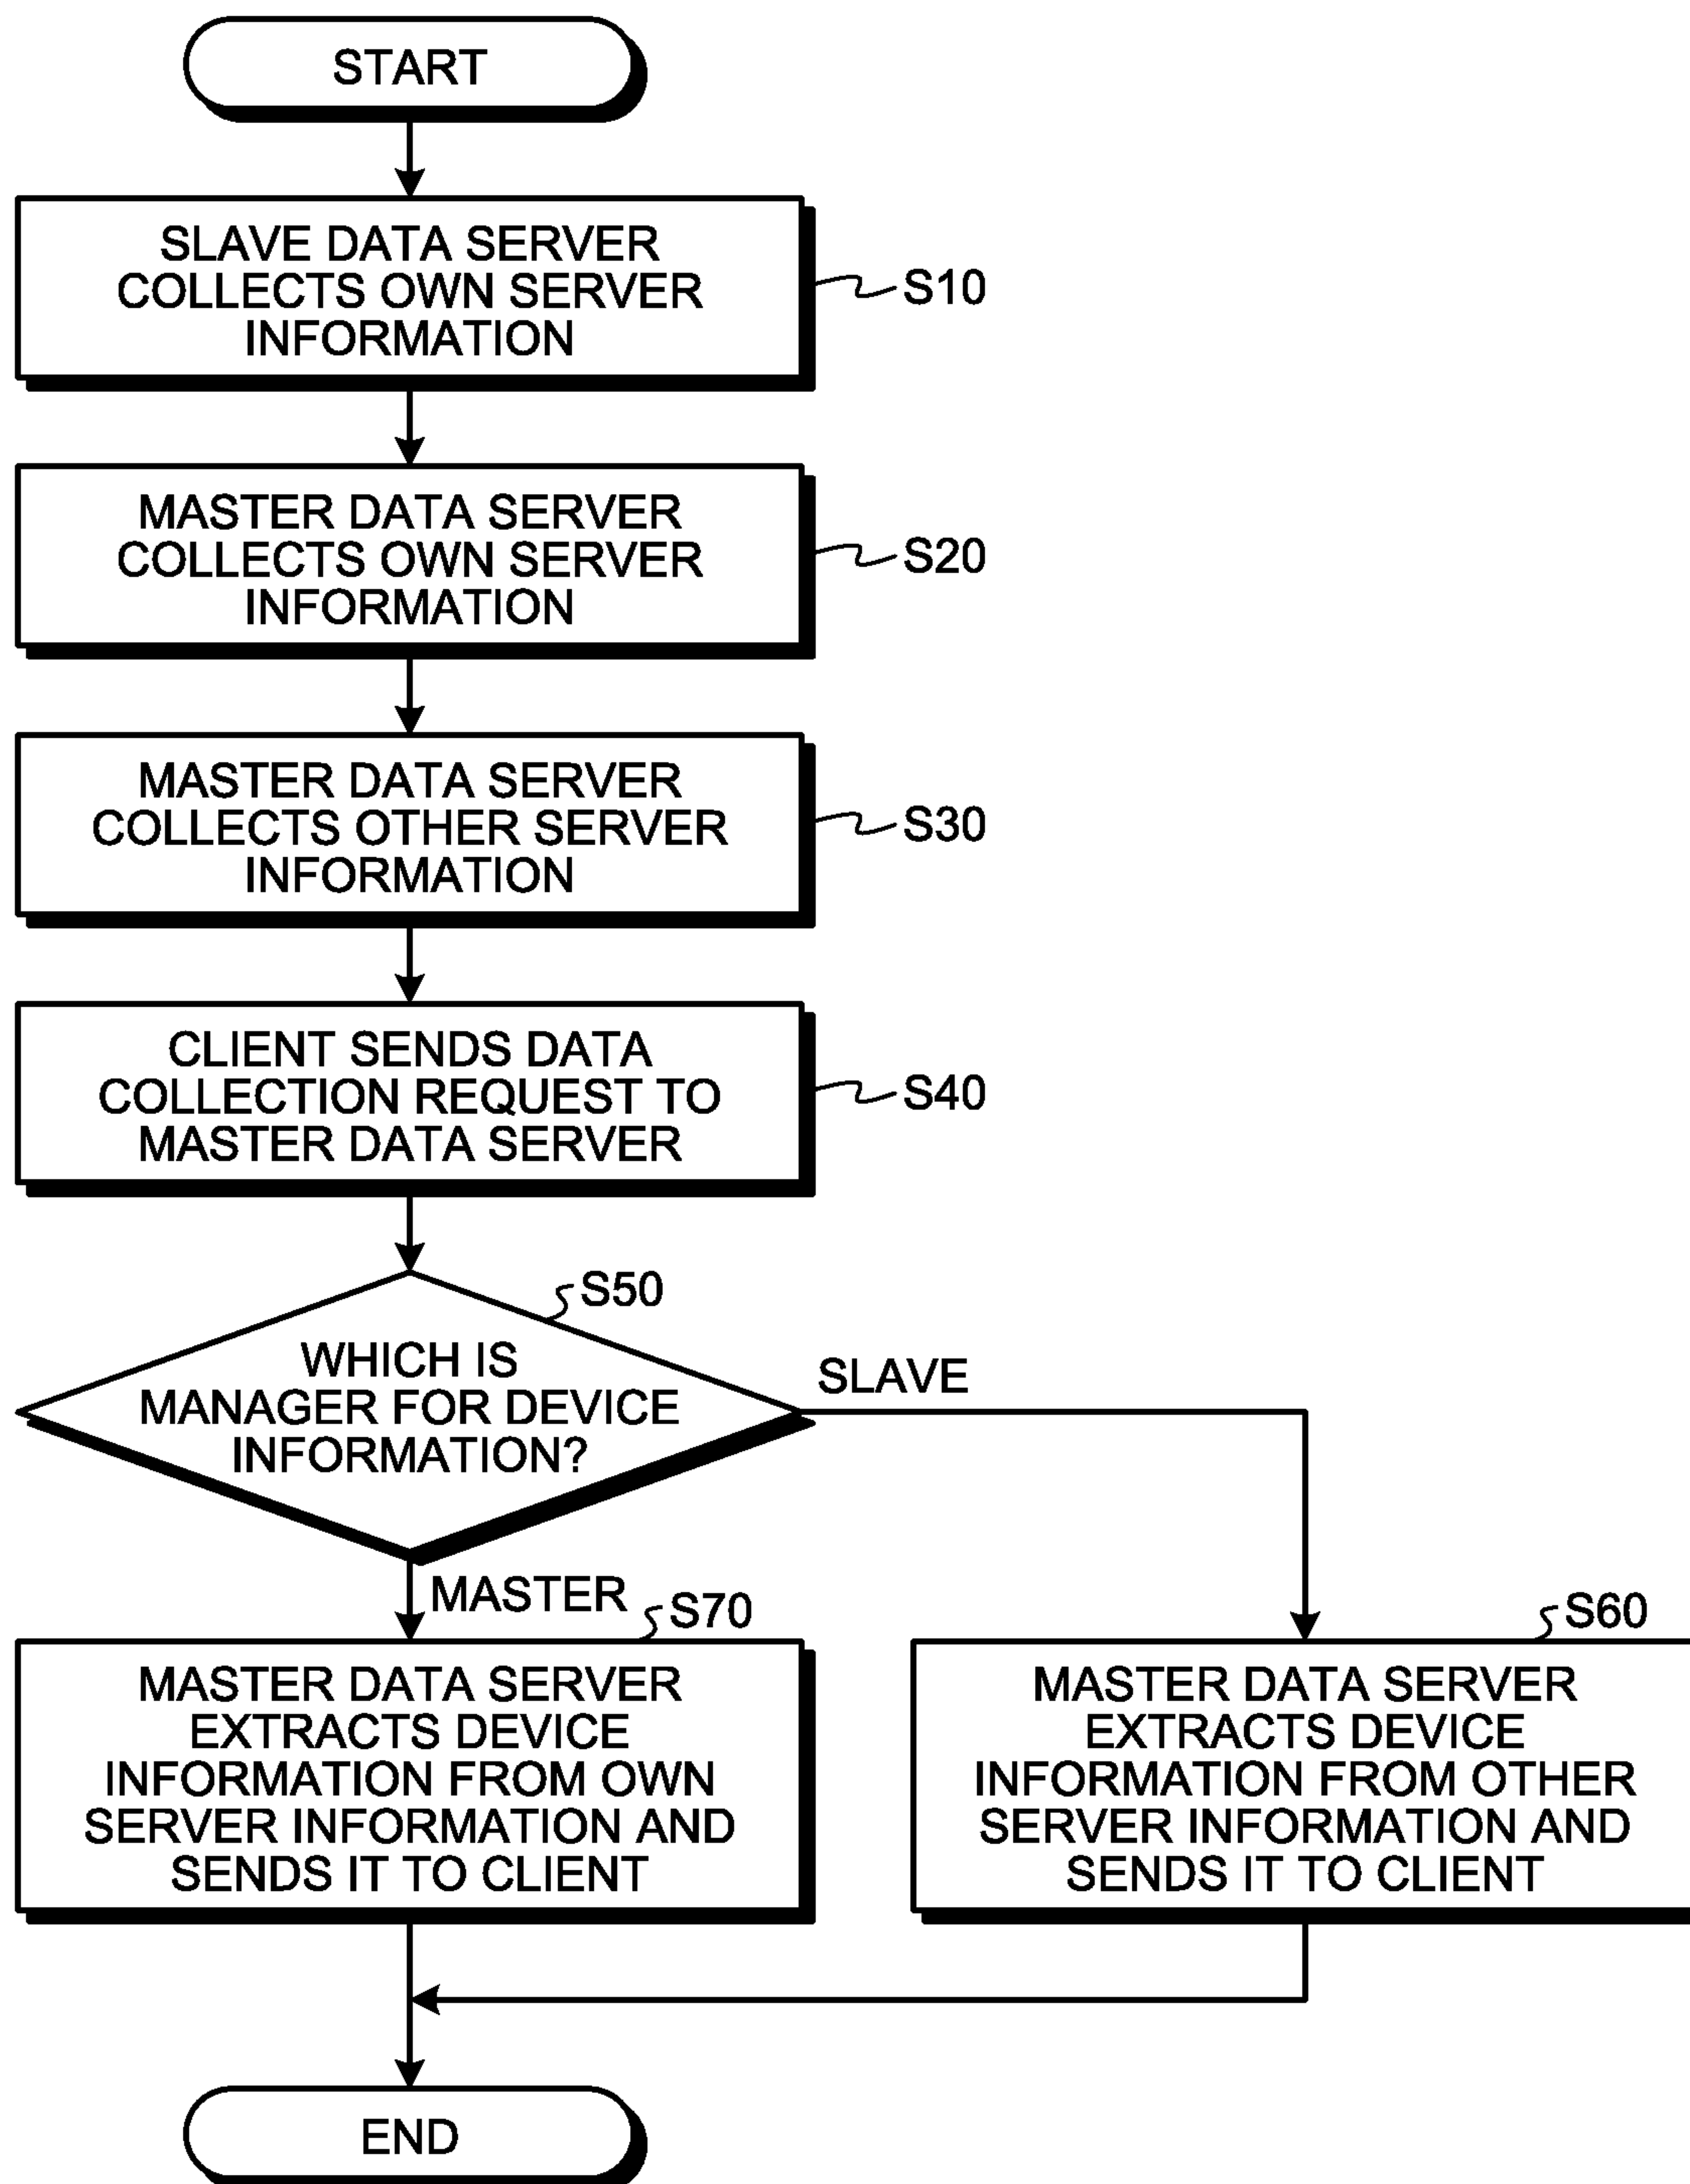 START
SLAVE DATA SERVER
COLLECTS OWN SERVER
INFORMATION
S10
MASTER DATA SERVER
COLLECTS OWN SERVER
INFORMATION
S20
MASTER DATA SERVER
COLLECTS OTHER SERVER
INFORMATION
S30
CLIENT SENDS DATA
COLLECTION REQUEST TO
MASTER DATA SERVER
S40
S50
WHICH IS
MANAGER FOR DEVICE
INFORMATION?
SLAVE
MASTER
S70
MASTER DATA SERVER
EXTRACTS DEVICE
INFORMATION FROM OWN
SERVER INFORMATION AND
SENDS IT TO CLIENT
S60
MASTER DATA SERVER
EXTRACTS DEVICE
INFORMATION FROM OTHER
SERVER INFORMATION AND
SENDS IT TO CLIENT
END